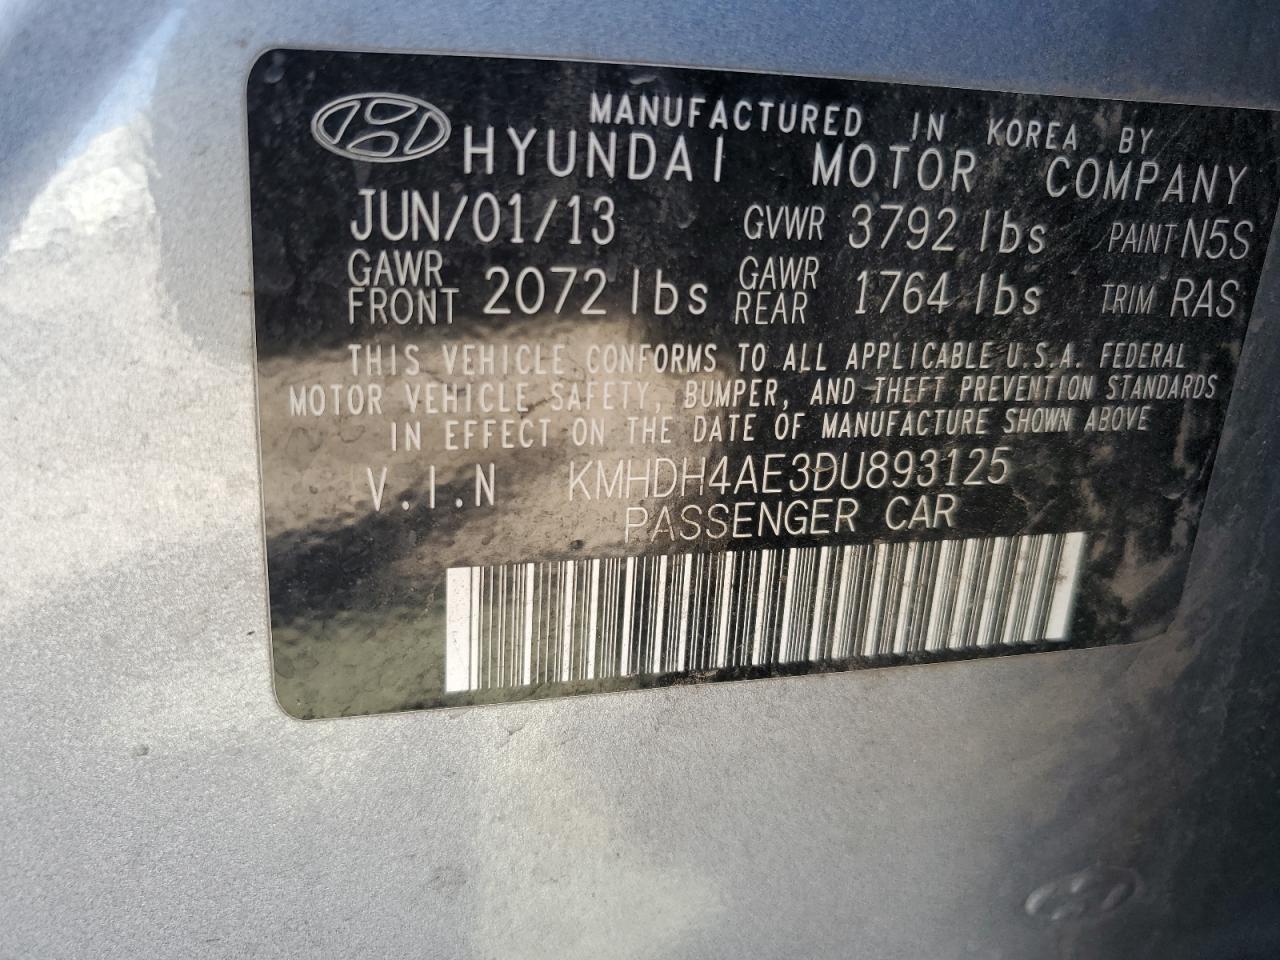 MANUFACTURED IN KOREA BY
HYUNDAI MOTOR COMPANY
JUN/01/13 GVWR 3792 lbs PAINT N5S
GAWR FRONT 2072 lbs GAWR REAR 1764 lbs TRIM RAS
THIS VEHICLE CONFORMS TO ALL APPLICABLE U.S.A. FEDERAL
MOTOR VEHICLE SAFETY, BUMPER, AND THEFT PREVENTION STANDARDS
IN EFFECT ON THE DATE OF MANUFACTURE SHOWN ABOVE
V.I.N KMHDH4AE3DU893125
PASSENGER CAR